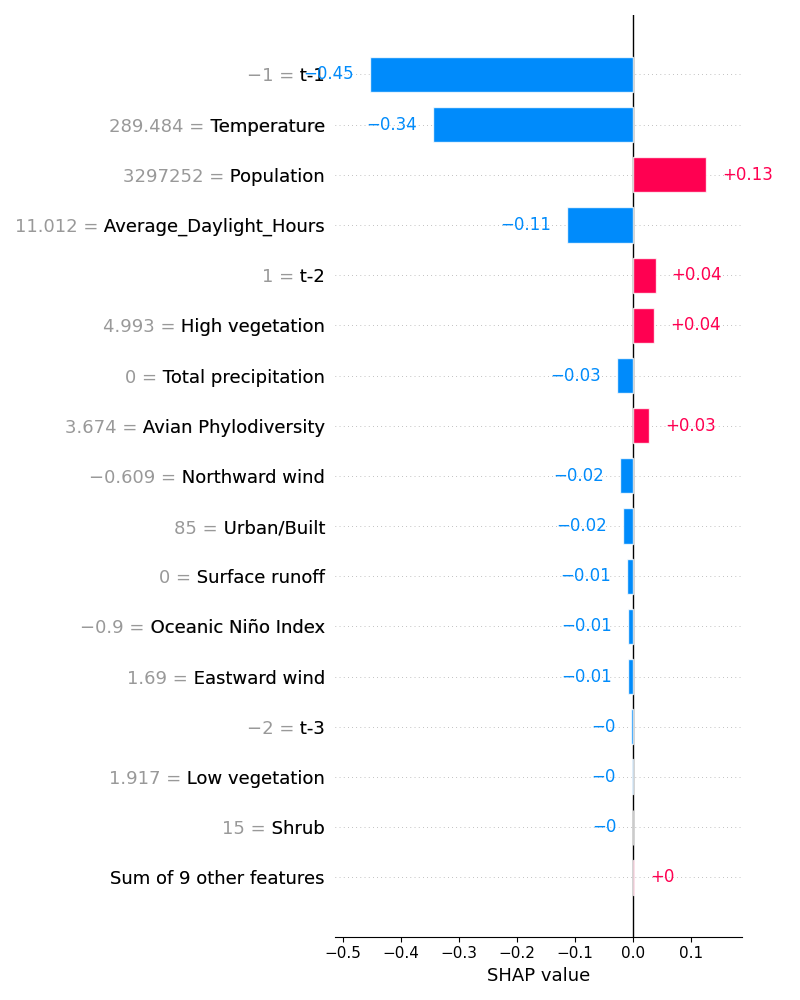 −1 = t-1 −0.45
289.484 = Temperature −0.34
3297252 = Population +0.13
11.012 = Average_Daylight_Hours −0.11
1 = t-2 +0.04
4.993 = High vegetation +0.04
0 = Total precipitation −0.03
3.674 = Avian Phylodiversity +0.03
−0.609 = Northward wind −0.02
85 = Urban/Built −0.02
0 = Surface runoff −0.01
−0.9 = Oceanic Niño Index −0.01
1.69 = Eastward wind −0.01
−2 = t-3 −0
1.917 = Low vegetation −0
15 = Shrub −0
Sum of 9 other features +0
−0.5 −0.4 −0.3 −0.2 −0.1 0.0 0.1
SHAP value